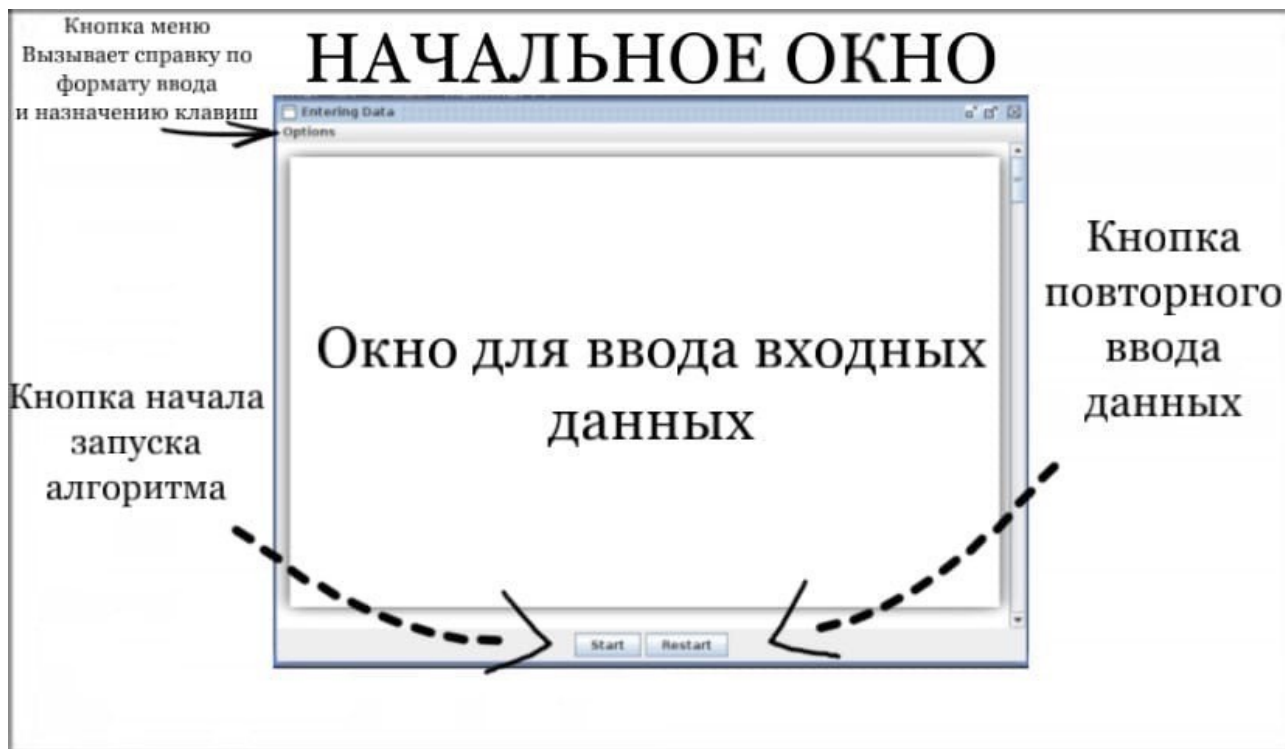 Кнопка меню
Вызывает справку по
формату ввода
и назначению клавиш
НАЧАЛЬНОЕ ОКНО
Entering Data
Options
Окно для ввода входных
данных
Кнопка
повторного
ввода
данных
Кнопка начала
запуска
алгоритма
Start
Restart